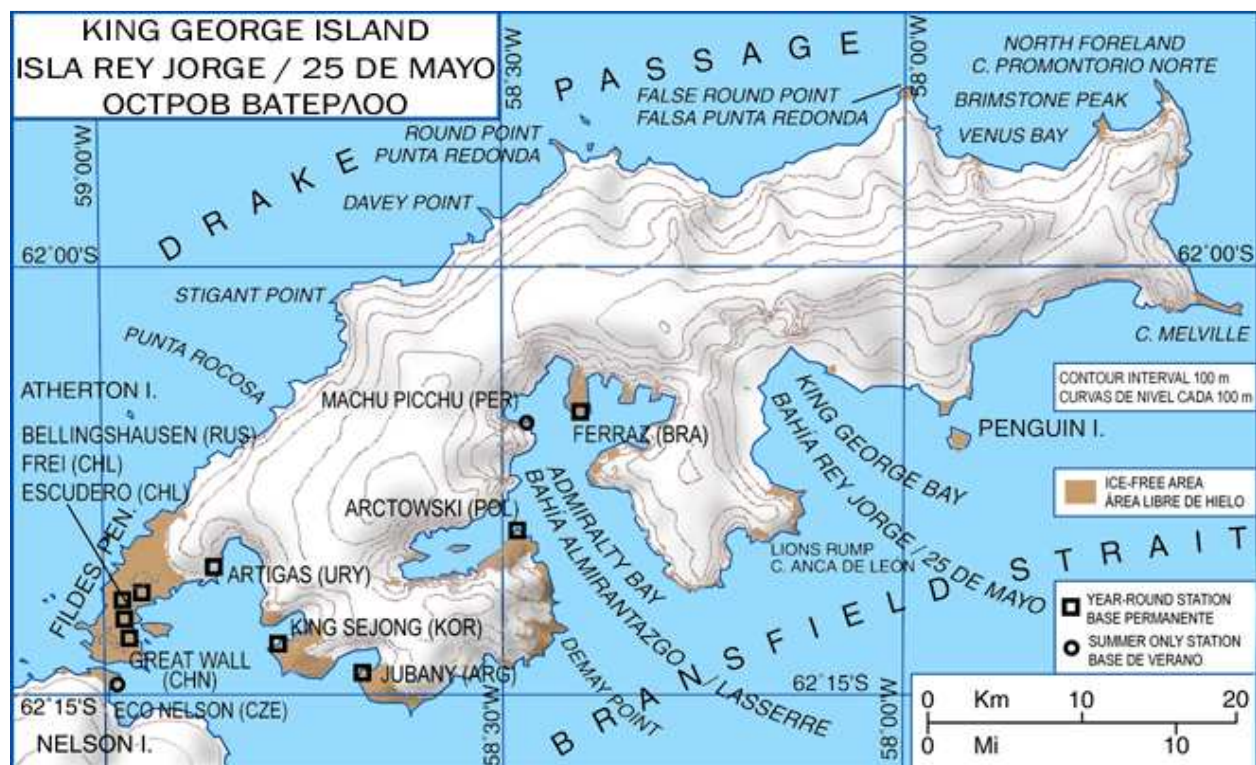 KING GEORGE ISLAND
ISLA REY JORGE / 25 DE MAYO
ОСТРОВ ВАТЕРЛОО
59°00'W
58°30'W
58°00'W
DRAKE PASSAGE
NORTH FORELAND
C. PROMONTORIO NORTE
FALSE ROUND POINT
FALSA PUNTA REDONDA
BRIMSTONE PEAK
VENUS BAY
ROUND POINT
PUNTA REDONDA
DAVEY POINT
62°00'S
62°00'S
STIGANT POINT
C. MELVILLE
PUNTA ROCOSA
CONTOUR INTERVAL 100 m
CURVAS DE NIVEL CADA 100 m
ATHERTON I.
MACHU PICCHU (PER)
BELLINGSHAUSEN (RUS)
FREI (CHL)
ESCUDERO (CHL)
FERRAZ (BRA)
PENGUIN I.
KING GEORGE BAY
BAHÍA REY JORGE / 25 DE MAYO
ICE-FREE AREA
ÁREA LIBRE DE HIELO
ARCTOWSKI (POL)
ADMIRALTY BAY
BAHÍA ALMIRANTAZGO / LASSERRE
LIONS RUMP
C. ANCA DE LEON
FILDES PEN.
ARTIGAS (URY)
BRANSFIELD STRAIT
YEAR-ROUND STATION
BASE PERMANENTE
SUMMER ONLY STATION
BASE DE VERANO
KING SEJONG (KOR)
GREAT WALL
(CHN)
JUBANY (ARG)
DEMAY POINT
62°15'S
62°15'S
ECO NELSON (CZE)
NELSON I.
58°30'W
58°00'W
0 Km 10 20
0 Mi 10